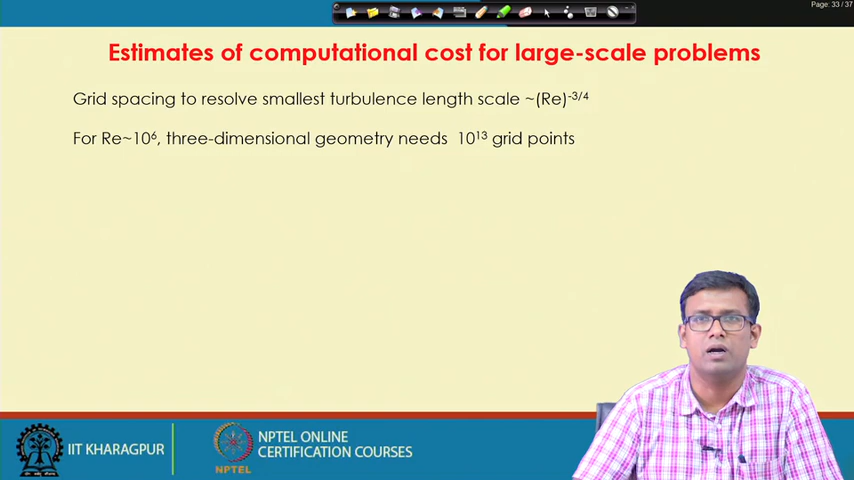 Page: 33 / 37
Estimates of computational cost for large-scale problems
Grid spacing to resolve smallest turbulence length scale ~(Re)⁻³/⁴
For Re~10⁶, three-dimensional geometry needs 10¹³ grid points
IIT KHARAGPUR
NPTEL
NPTEL ONLINE
CERTIFICATION COURSES